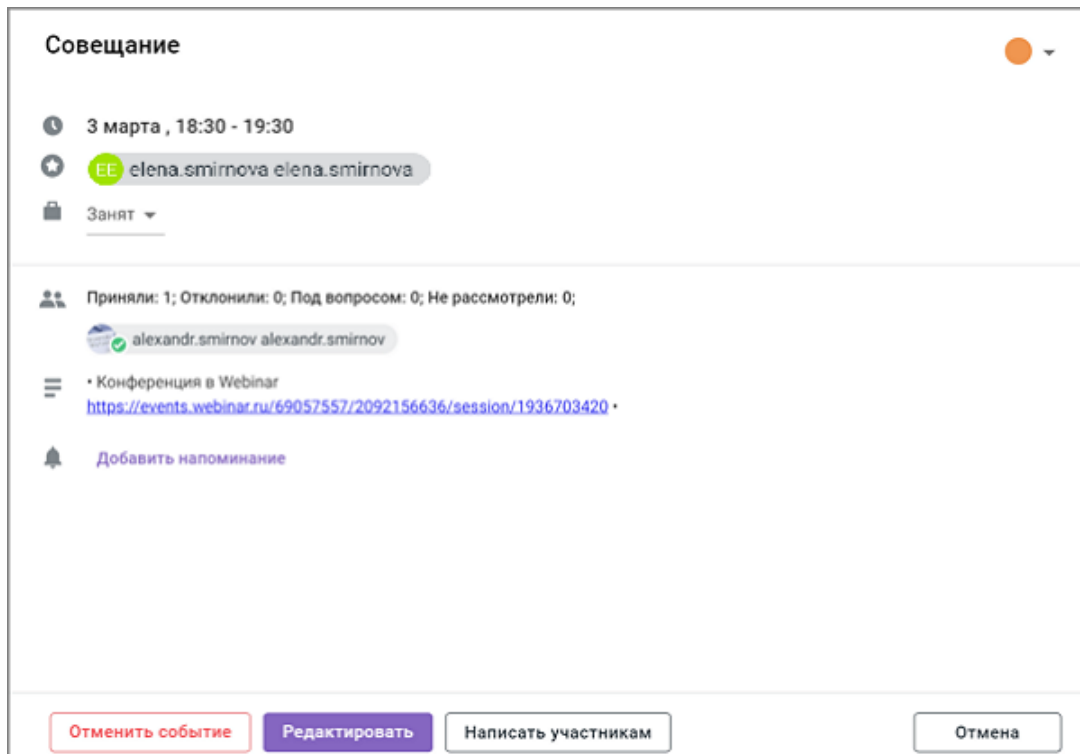 Совещание
3 марта , 18:30 - 19:30
EE elena.smirnova elena.smirnova
Занят
Приняли: 1; Отклонили: 0; Под вопросом: 0; Не рассмотрели: 0;
alexandr.smirnov alexandr.smirnov
• Конференция в Webinar
https://events.webinar.ru/69057557/2092156636/session/1936703420 •
Добавить напоминание
Отменить событие Редактировать Написать участникам Отмена